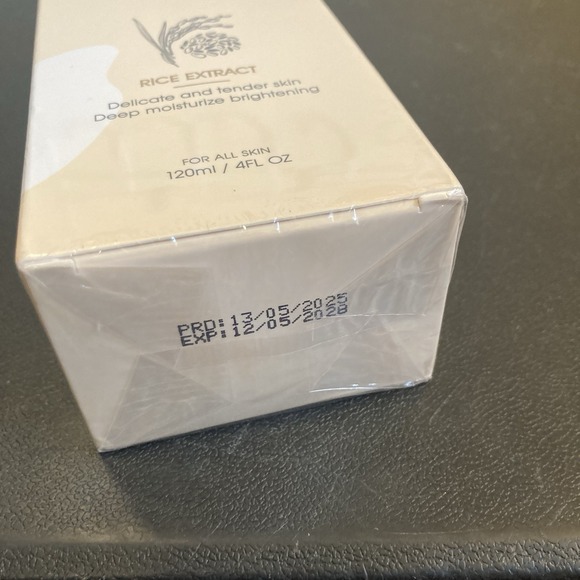 RICE EXTRACT
Delicate and tender skin
Deep moisturize brightening
FOR ALL SKIN
120ml / 4FL OZ
PRD:13/05/2025
EXP:12/05/2028